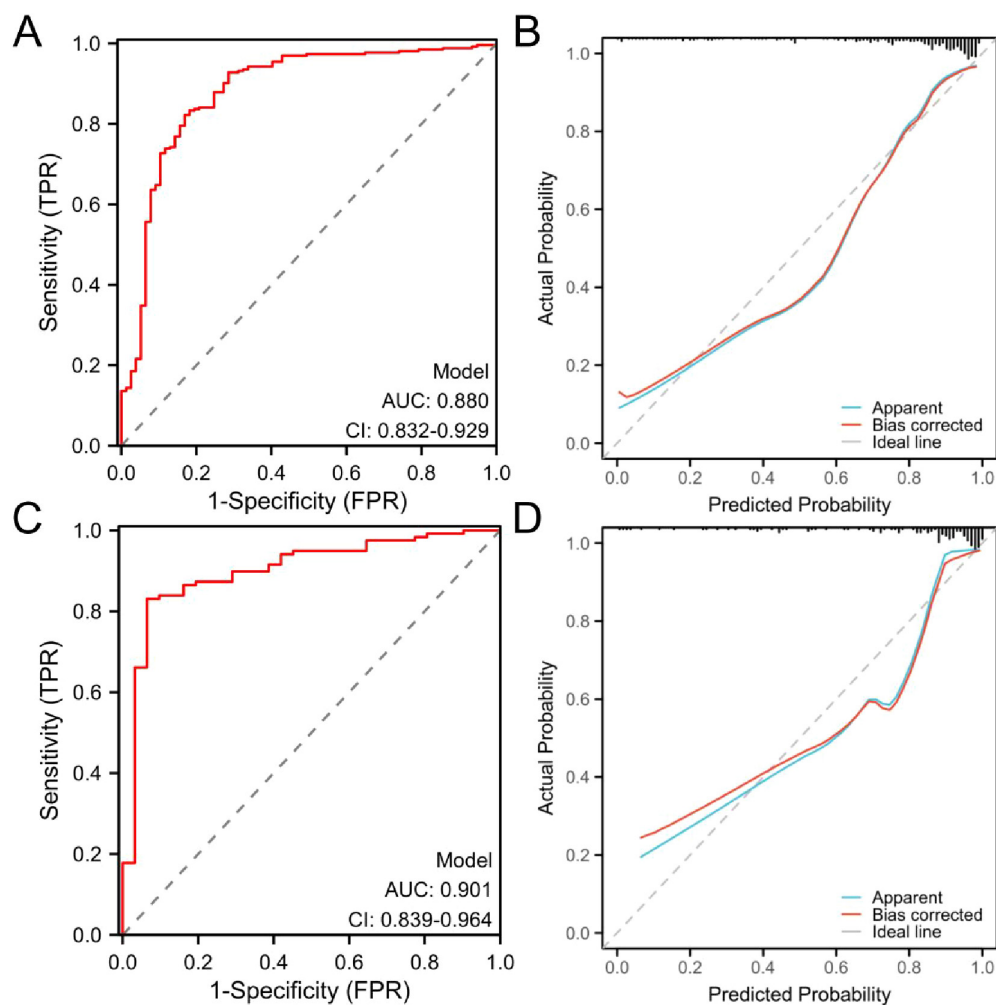 A
1.0
0.8
0.6
0.4
0.2
0.0
Sensitivity (TPR)
Model
AUC: 0.880
CI: 0.832-0.929
0.0 0.2 0.4 0.6 0.8 1.0
1-Specificity (FPR)
B
1.0
0.8
0.6
0.4
0.2
0.0
Actual Probability
Apparent
Bias corrected
Ideal line
0.0 0.2 0.4 0.6 0.8 1.0
Predicted Probability
C
1.0
0.8
0.6
0.4
0.2
0.0
Sensitivity (TPR)
Model
AUC: 0.901
CI: 0.839-0.964
0.0 0.2 0.4 0.6 0.8 1.0
1-Specificity (FPR)
D
1.0
0.8
0.6
0.4
0.2
0.0
Actual Probability
Apparent
Bias corrected
Ideal line
0.0 0.2 0.4 0.6 0.8 1.0
Predicted Probability